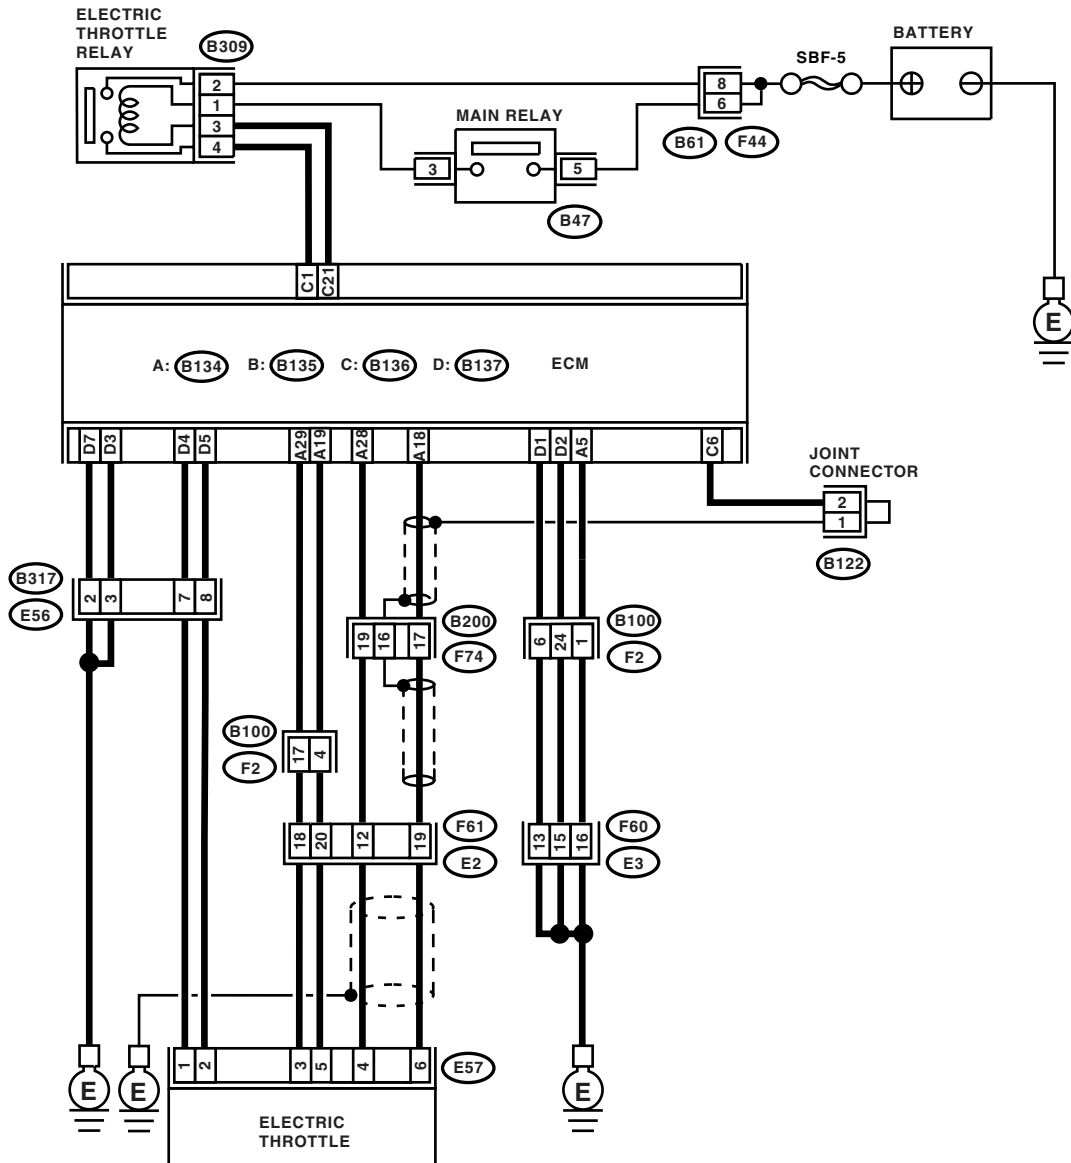 ELECTRIC
THROTTLE
RELAY
B309
BATTERY
SBF-5
2
1
3
4
8
6
MAIN RELAY
B61
F44
3
5
B47
C1
C21
E
A: B134 B: B135 C: B136 D: B137 ECM
D7
D3
D4
D5
A29
A19
A28
A18
D1
D2
A5
C6
JOINT
CONNECTOR
2
1
B122
B317
E56
2
3
7
8
19
16
17
B200
F74
6
24
1
B100
F2
B100
F2
17
4
18
20
12
19
F61
E2
13
15
16
F60
E3
E
E
E
1
2
3
5
4
6
E57
ELECTRIC
THROTTLE